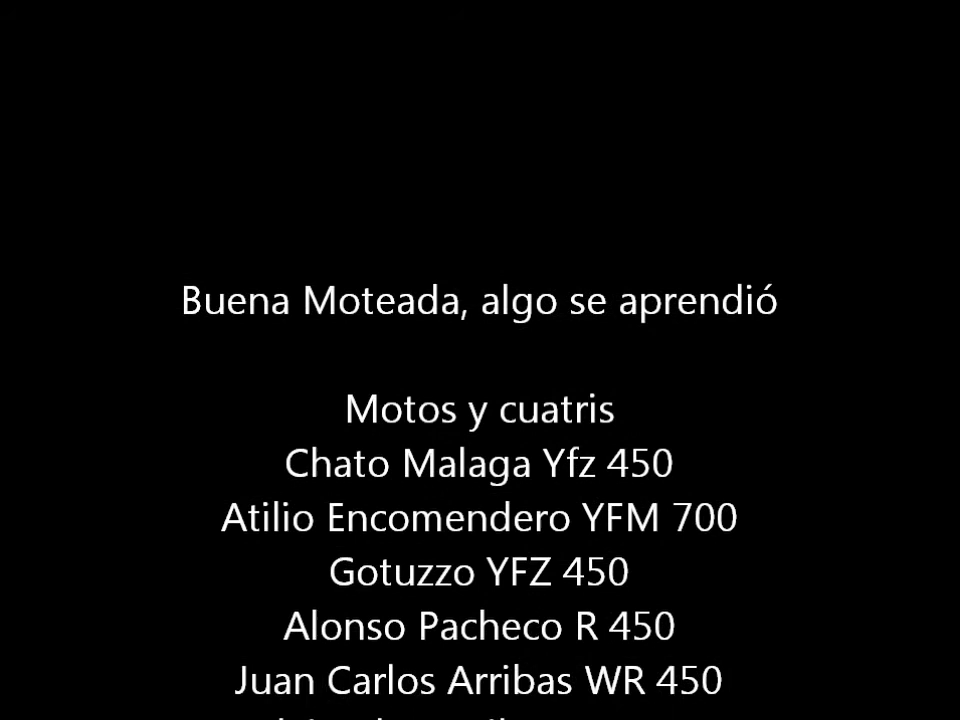 Buena Moteada, algo se aprendió
Motos y cuatris
Chato Malaga Yfz 450
Atilio Encomendero YFM 700
Gotuzzo YFZ 450
Alonso Pacheco R 450
Juan Carlos Arribas WR 450